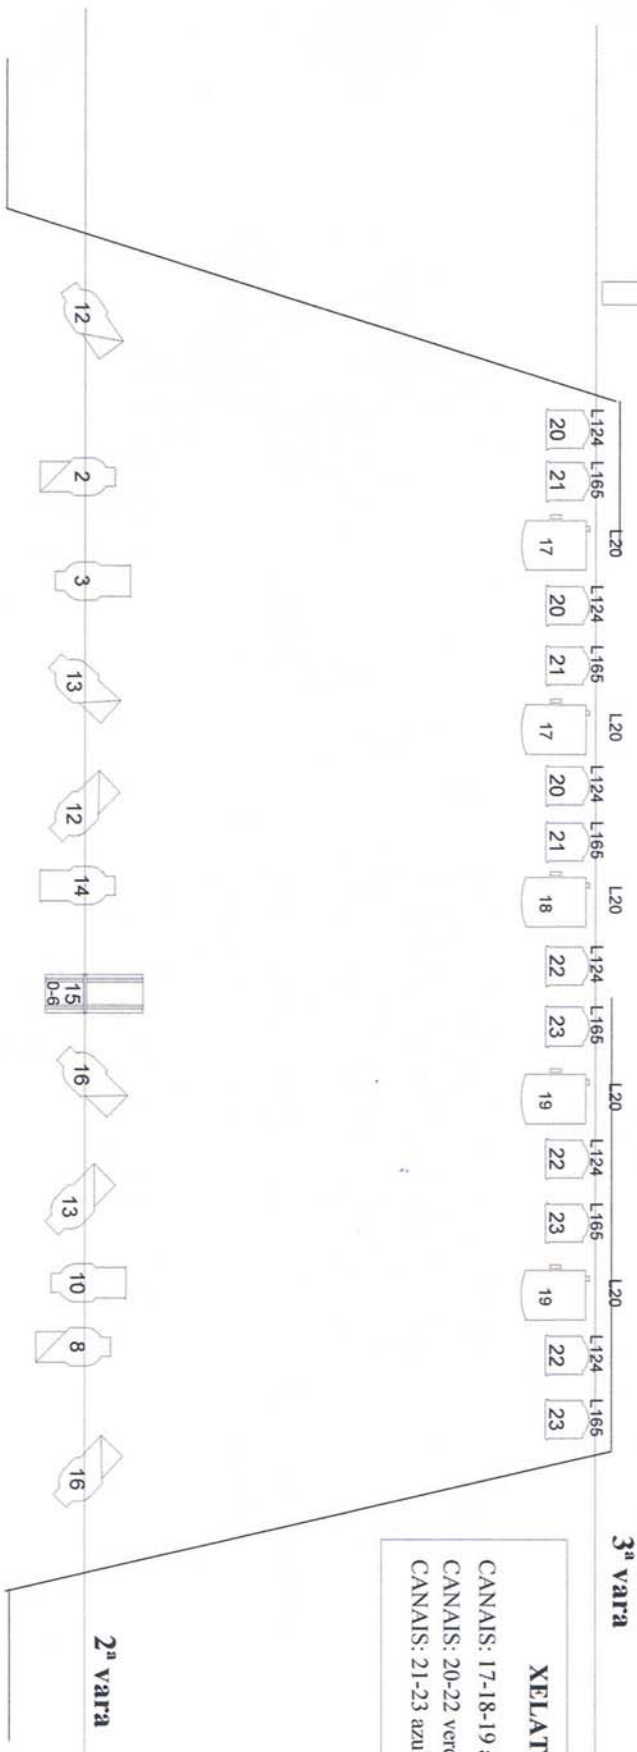 L20 L20 L20 L20 L20 3ª vara
L124 L165 L124 L165 L124 L165 L124 L165 L124 L165 L124 L165
20 21 17 20 21 17 20 21 18 22 23 19 22 23 19 22 23
XELAT
CANAIS: 17-18-19
CANAIS: 20-22 verd
CANAIS: 21-23 azu
2ª vara
12 2 3 13 12 14 15 16 13 10 8 16
0-6